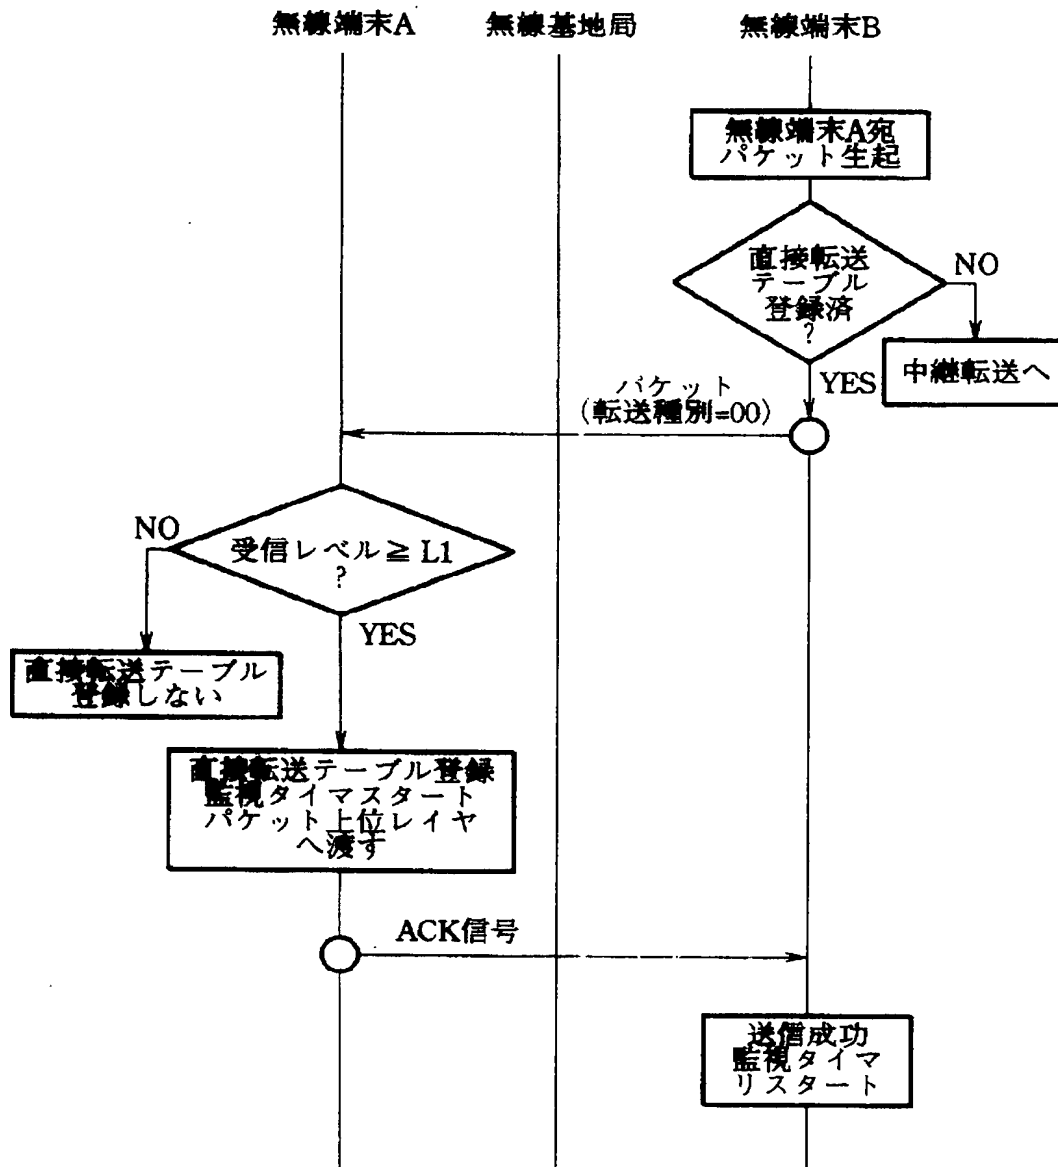 無線端末A
無線基地局
無線端末B
無線端末A宛
パケット生起
直接転送
テーブル
登録済
?
NO
中継転送へ
YES
パケット
(転送種別=00)
受信レベル≧L1
?
NO
YES
直接転送テーブル
登録しない
直接転送テーブル登録
監視タイマスタート
パケット上位レイヤ
へ渡す
ACK信号
送信成功
監視タイマ
リスタート